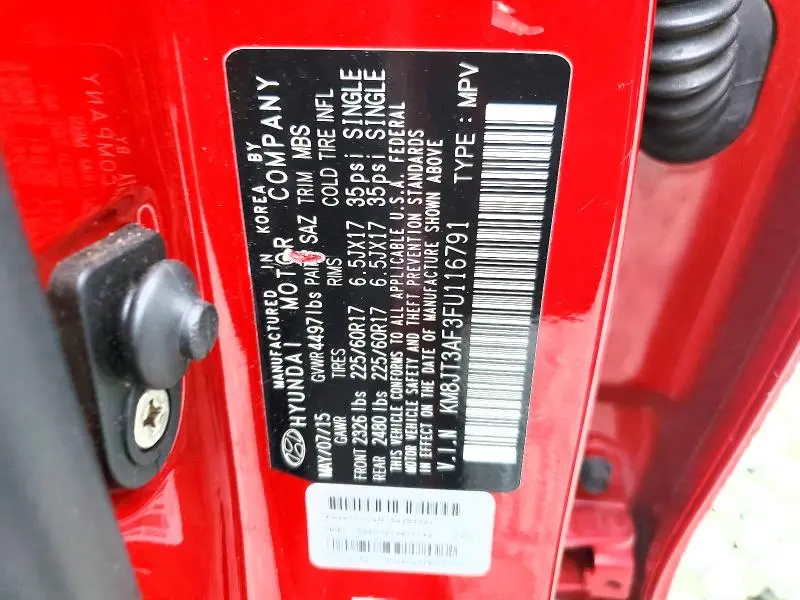 MANUFACTURED IN KOREA BY
HYUNDAI MOTOR COMPANY
MAY/07/15 GVWR 4497lbs PAINT SAZ TRIM MBS
GAWR TIRES RIMS COLD TIRE INFL
FRONT 2326 lbs 225/60R17 6.5JX17 35psi SINGLE
REAR 2480 lbs 225/60R17 6.5JX17 35psi SINGLE
THIS VEHICLE CONFORMS TO ALL APPLICABLE U.S.A. FEDERAL
MOTOR VEHICLE SAFETY AND THEFT PREVENTION STANDARDS
IN EFFECT ON THE DATE OF MANUFACTURE SHOWN ABOVE
V.I.N KM8JT3AF3FU116791 TYPE : MPV